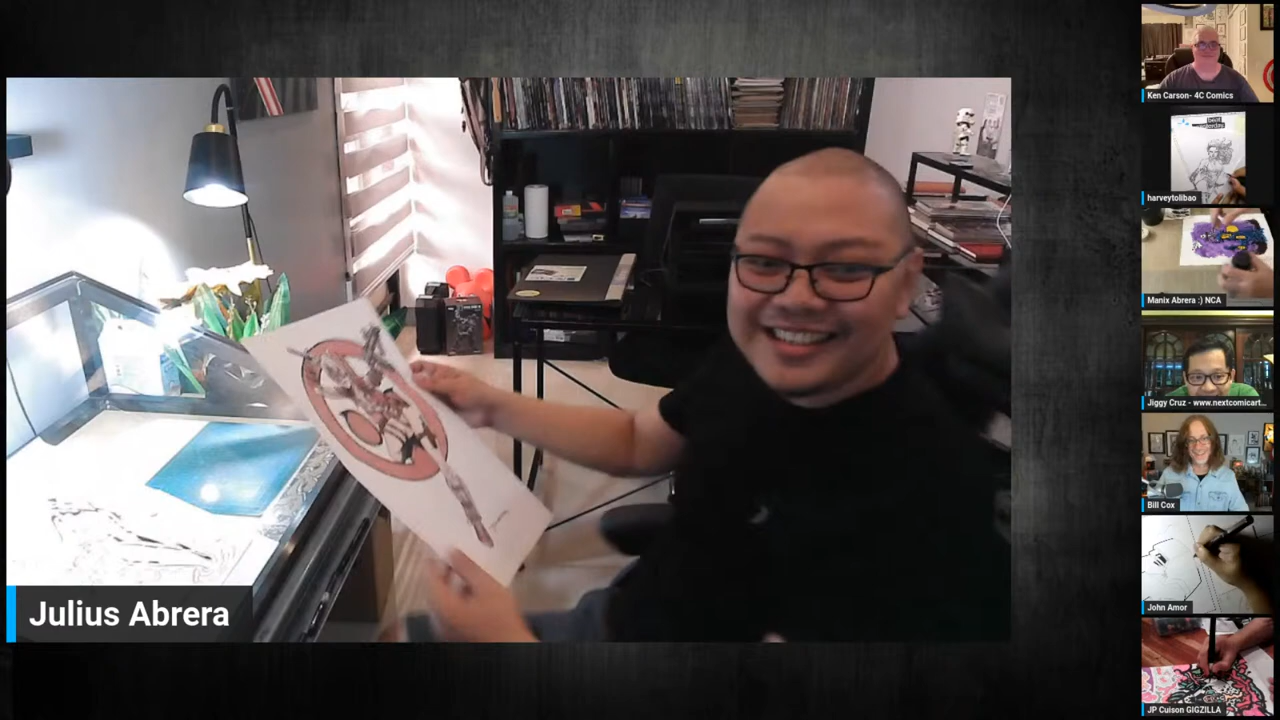 Julius Abrera
Ken Carson- 4C Comics
harveytolibao
Manix Abrera :) NCA
Jiggy Cruz - www.nextcomicart...
Bill Cox
John Amor
JP Cuison GIGZILLA